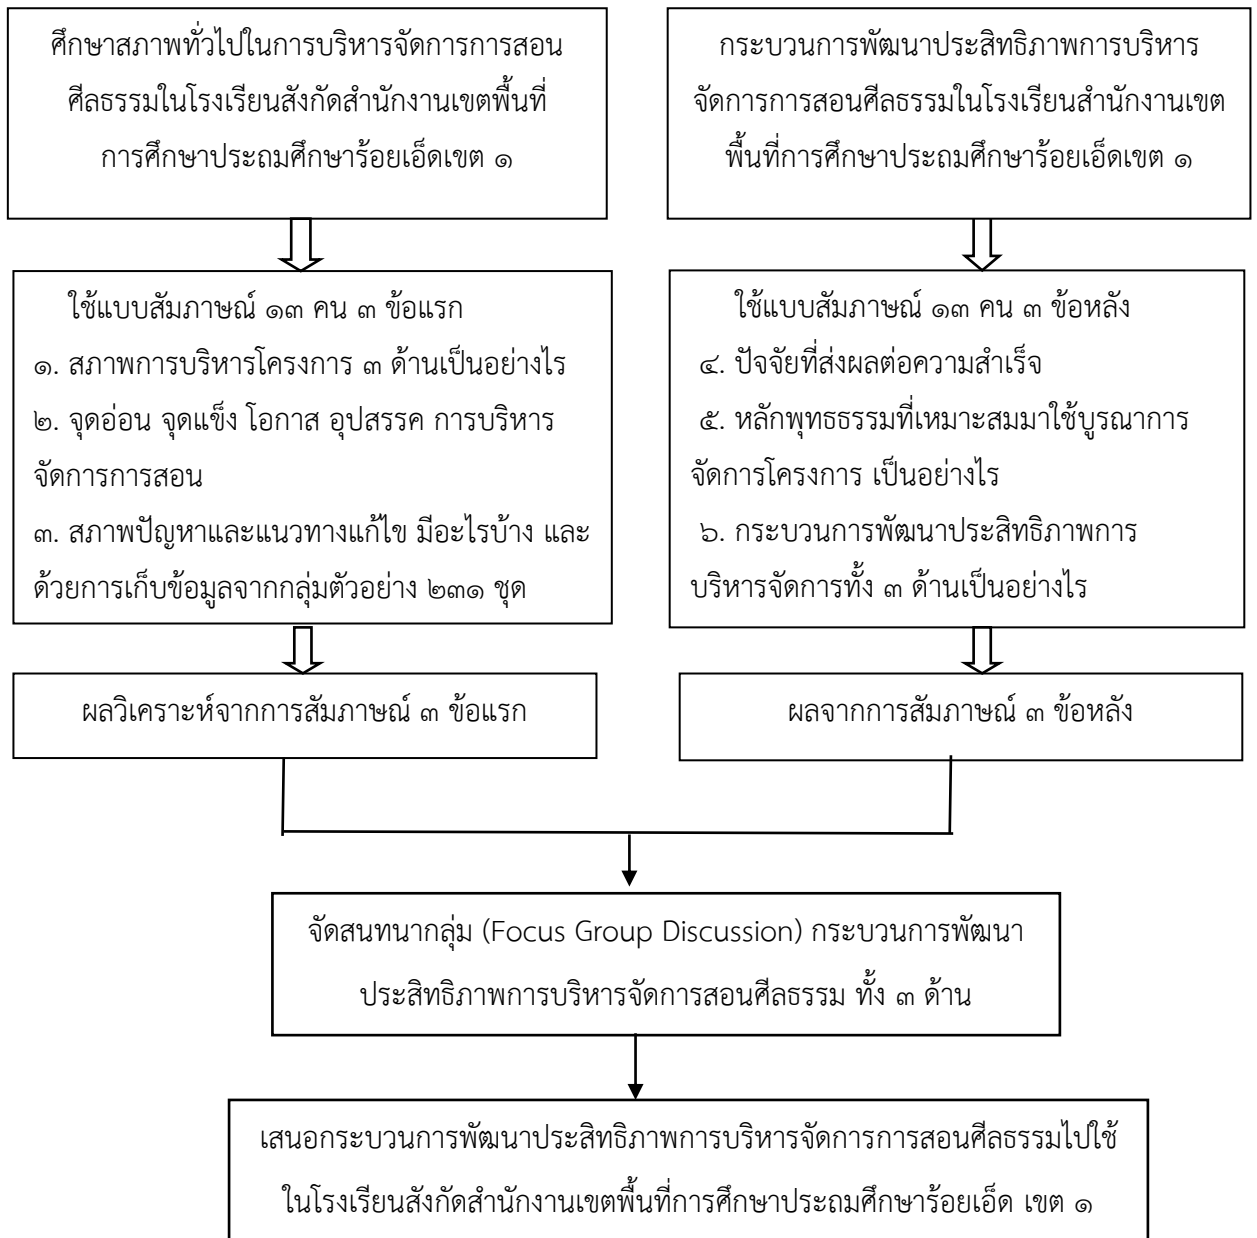 ศึกษาสภาพทั่วไปในการบริหารจัดการการสอน
ศีลธรรมในโรงเรียนสังกัดสำนักงานเขตพื้นที่
การศึกษาประถมศึกษาร้อยเอ็ดเขต ๑
กระบวนการพัฒนาประสิทธิภาพการบริหาร
จัดการการสอนศีลธรรมในโรงเรียนสำนักงานเขต
พื้นที่การศึกษาประถมศึกษาร้อยเอ็ดเขต ๑
ใช้แบบสัมภาษณ์ ๑๓ คน ๓ ข้อแรก
๑. สภาพการบริหารโครงการ ๓ ด้านเป็นอย่างไร
๒. จุดอ่อน จุดแข็ง โอกาส อุปสรรค การบริหาร
จัดการการสอน
๓. สภาพปัญหาและแนวทางแก้ไข มีอะไรบ้าง และ
ด้วยการเก็บข้อมูลจากกลุ่มตัวอย่าง ๒๓๑ ชุด
ใช้แบบสัมภาษณ์ ๑๓ คน ๓ ข้อหลัง
๔. ปัจจัยที่ส่งผลต่อความสำเร็จ
๕. หลักพุทธธรรมที่เหมาะสมมาใช้บูรณาการ
จัดการโครงการ เป็นอย่างไร
๖. กระบวนการพัฒนาประสิทธิภาพการ
บริหารจัดการทั้ง ๓ ด้านเป็นอย่างไร
ผลวิเคราะห์จากการสัมภาษณ์ ๓ ข้อแรก
ผลจากการสัมภาษณ์ ๓ ข้อหลัง
จัดสนทนากลุ่ม (Focus Group Discussion) กระบวนการพัฒนา
ประสิทธิภาพการบริหารจัดการสอนศีลธรรม ทั้ง ๓ ด้าน
เสนอกระบวนการพัฒนาประสิทธิภาพการบริหารจัดการการสอนศีลธรรมไปใช้
ในโรงเรียนสังกัดสำนักงานเขตพื้นที่การศึกษาประถมศึกษาร้อยเอ็ด เขต ๑